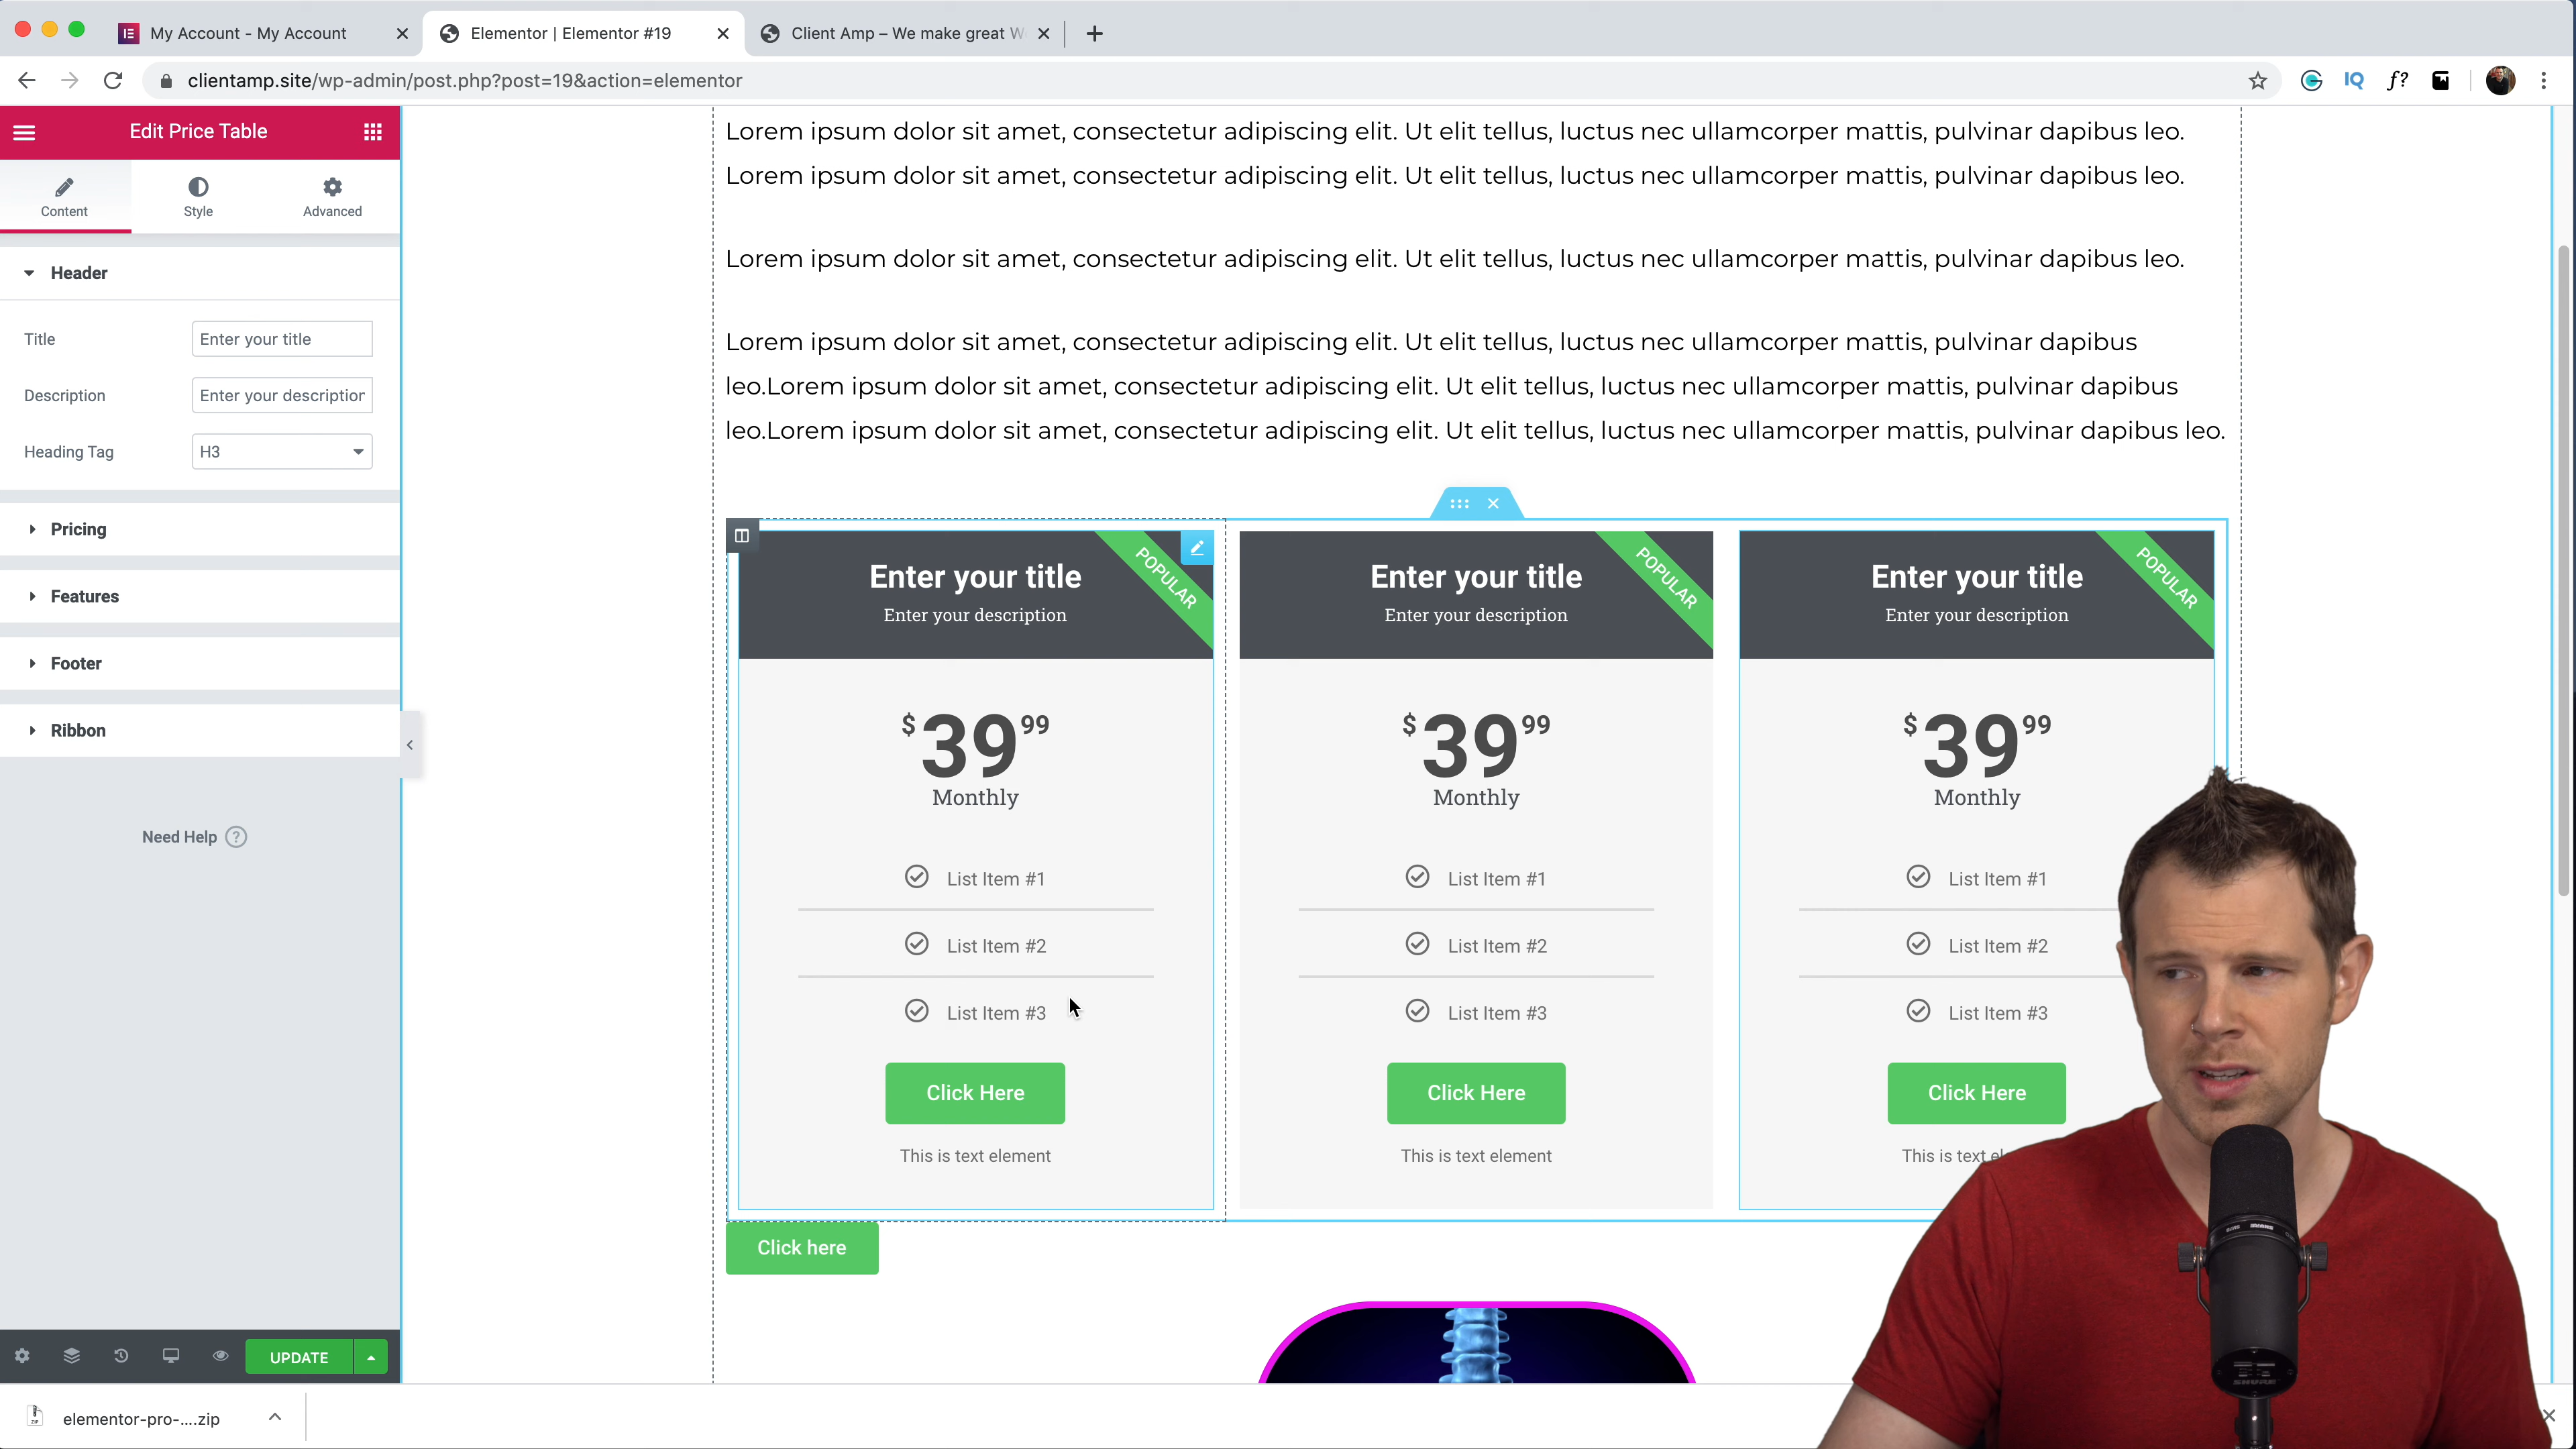 My Account - My Account
Elementor | Elementor #19
Client Amp – We make great W
clientamp.site/wp-admin/post.php?post=19&action=elementor
IQ
f?
Edit Price Table
Content
Style
Advanced
Header
Title
Enter your title
Description
Enter your description
Heading Tag
H3
Pricing
Features
Footer
Ribbon
Need Help ?
UPDATE
elementor-pro-....zip
Lorem ipsum dolor sit amet, consectetur adipiscing elit. Ut elit tellus, luctus nec ullamcorper mattis, pulvinar dapibus leo.
Lorem ipsum dolor sit amet, consectetur adipiscing elit. Ut elit tellus, luctus nec ullamcorper mattis, pulvinar dapibus leo.
Lorem ipsum dolor sit amet, consectetur adipiscing elit. Ut elit tellus, luctus nec ullamcorper mattis, pulvinar dapibus leo.
Lorem ipsum dolor sit amet, consectetur adipiscing elit. Ut elit tellus, luctus nec ullamcorper mattis, pulvinar dapibus
leo.Lorem ipsum dolor sit amet, consectetur adipiscing elit. Ut elit tellus, luctus nec ullamcorper mattis, pulvinar dapibus
leo.Lorem ipsum dolor sit amet, consectetur adipiscing elit. Ut elit tellus, luctus nec ullamcorper mattis, pulvinar dapibus leo.
POPULAR
Enter your title
Enter your description
$39 99
Monthly
List Item #1
List Item #2
List Item #3
Click Here
This is text element
POPULAR
Enter your title
Enter your description
$39 99
Monthly
List Item #1
List Item #2
List Item #3
Click Here
This is text element
POPULAR
Enter your title
Enter your description
$39 99
Monthly
List Item #1
List Item #2
List Item #3
Click Here
This is text el
Click here
SHURE